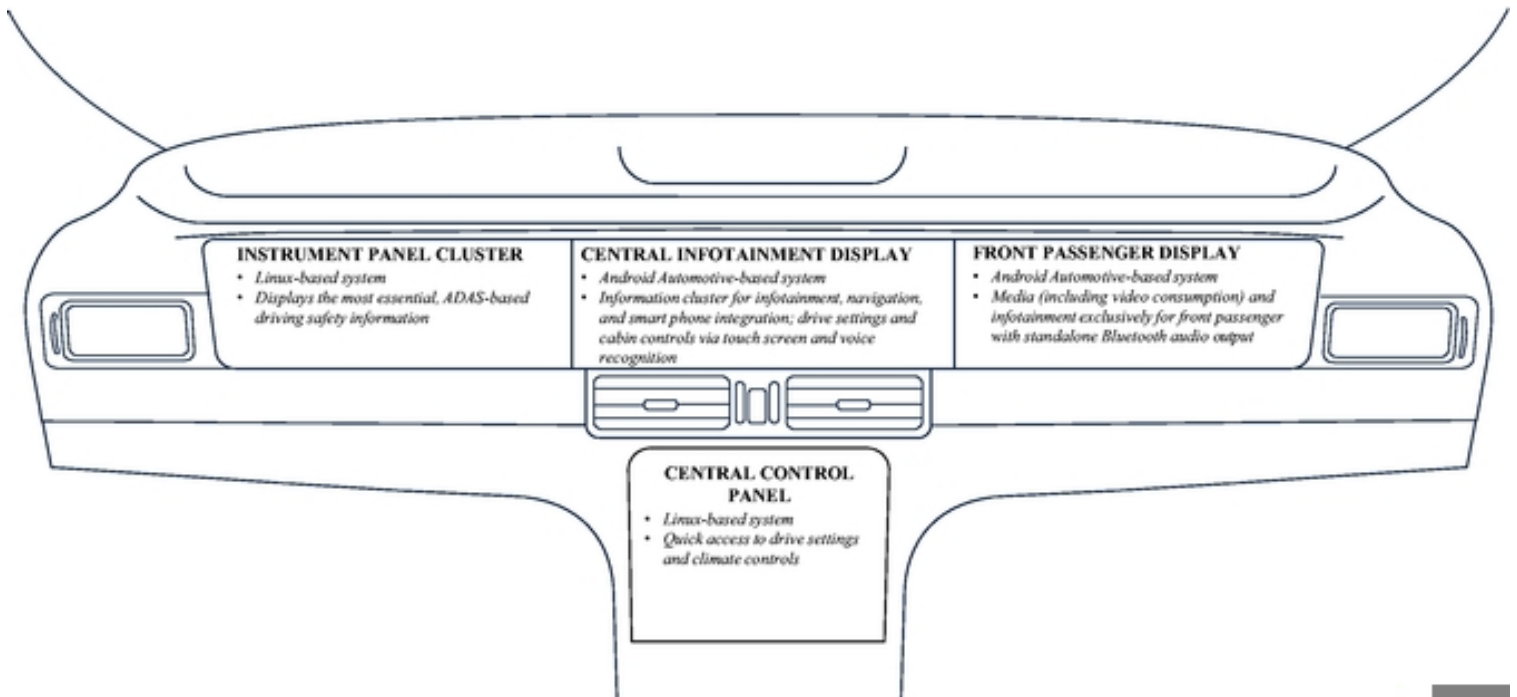 INSTRUMENT PANEL CLUSTER
• Linux-based system
• Displays the most essential, ADAS-based
driving safety information
CENTRAL INFOTAINMENT DISPLAY
• Android Automotive-based system
• Information cluster for infotainment, navigation,
and smart phone integration; drive settings and
cabin controls via touch screen and voice
recognition
FRONT PASSENGER DISPLAY
• Android Automotive-based system
• Media (including video consumption) and
infotainment exclusively for front passenger
with standalone Bluetooth audio output
CENTRAL CONTROL
PANEL
• Linux-based system
• Quick access to drive settings
and climate controls